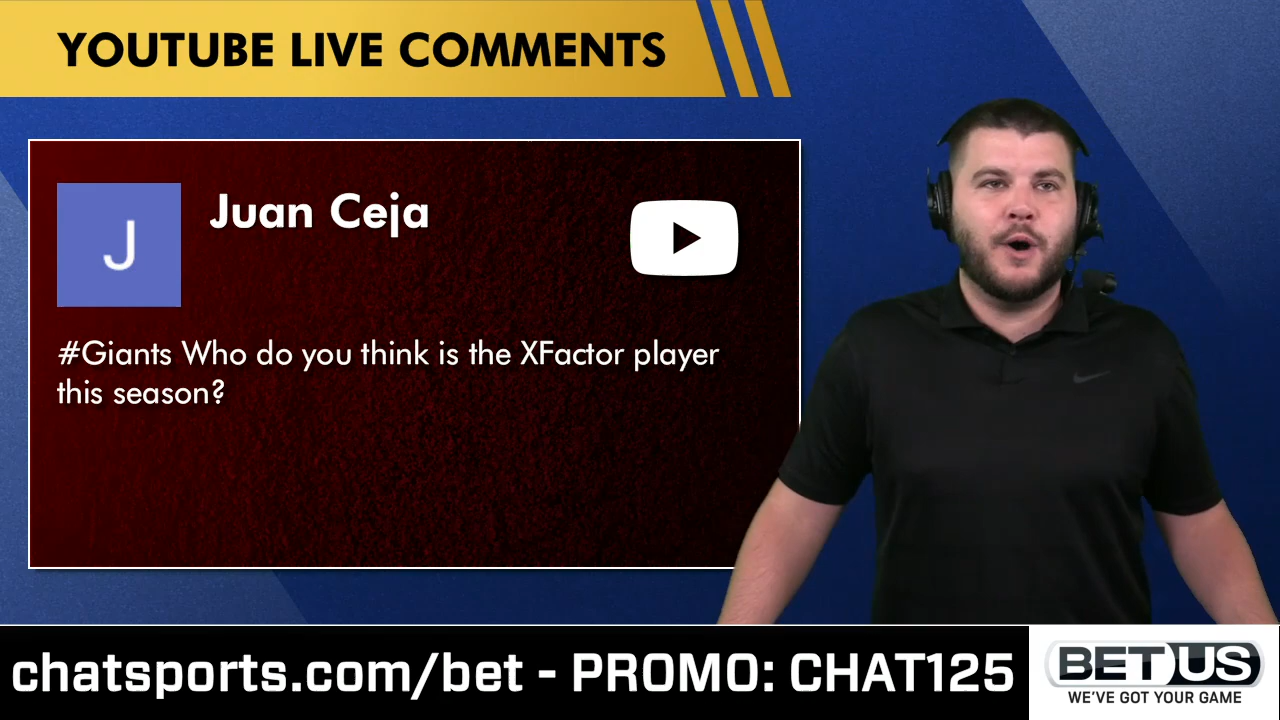 YOUTUBE LIVE COMMENTS
J
Juan Ceja
#Giants Who do you think is the XFactor player
this season?
chatsports.com/bet - PROMO: CHAT125
BETUS
WE'VE GOT YOUR GAME